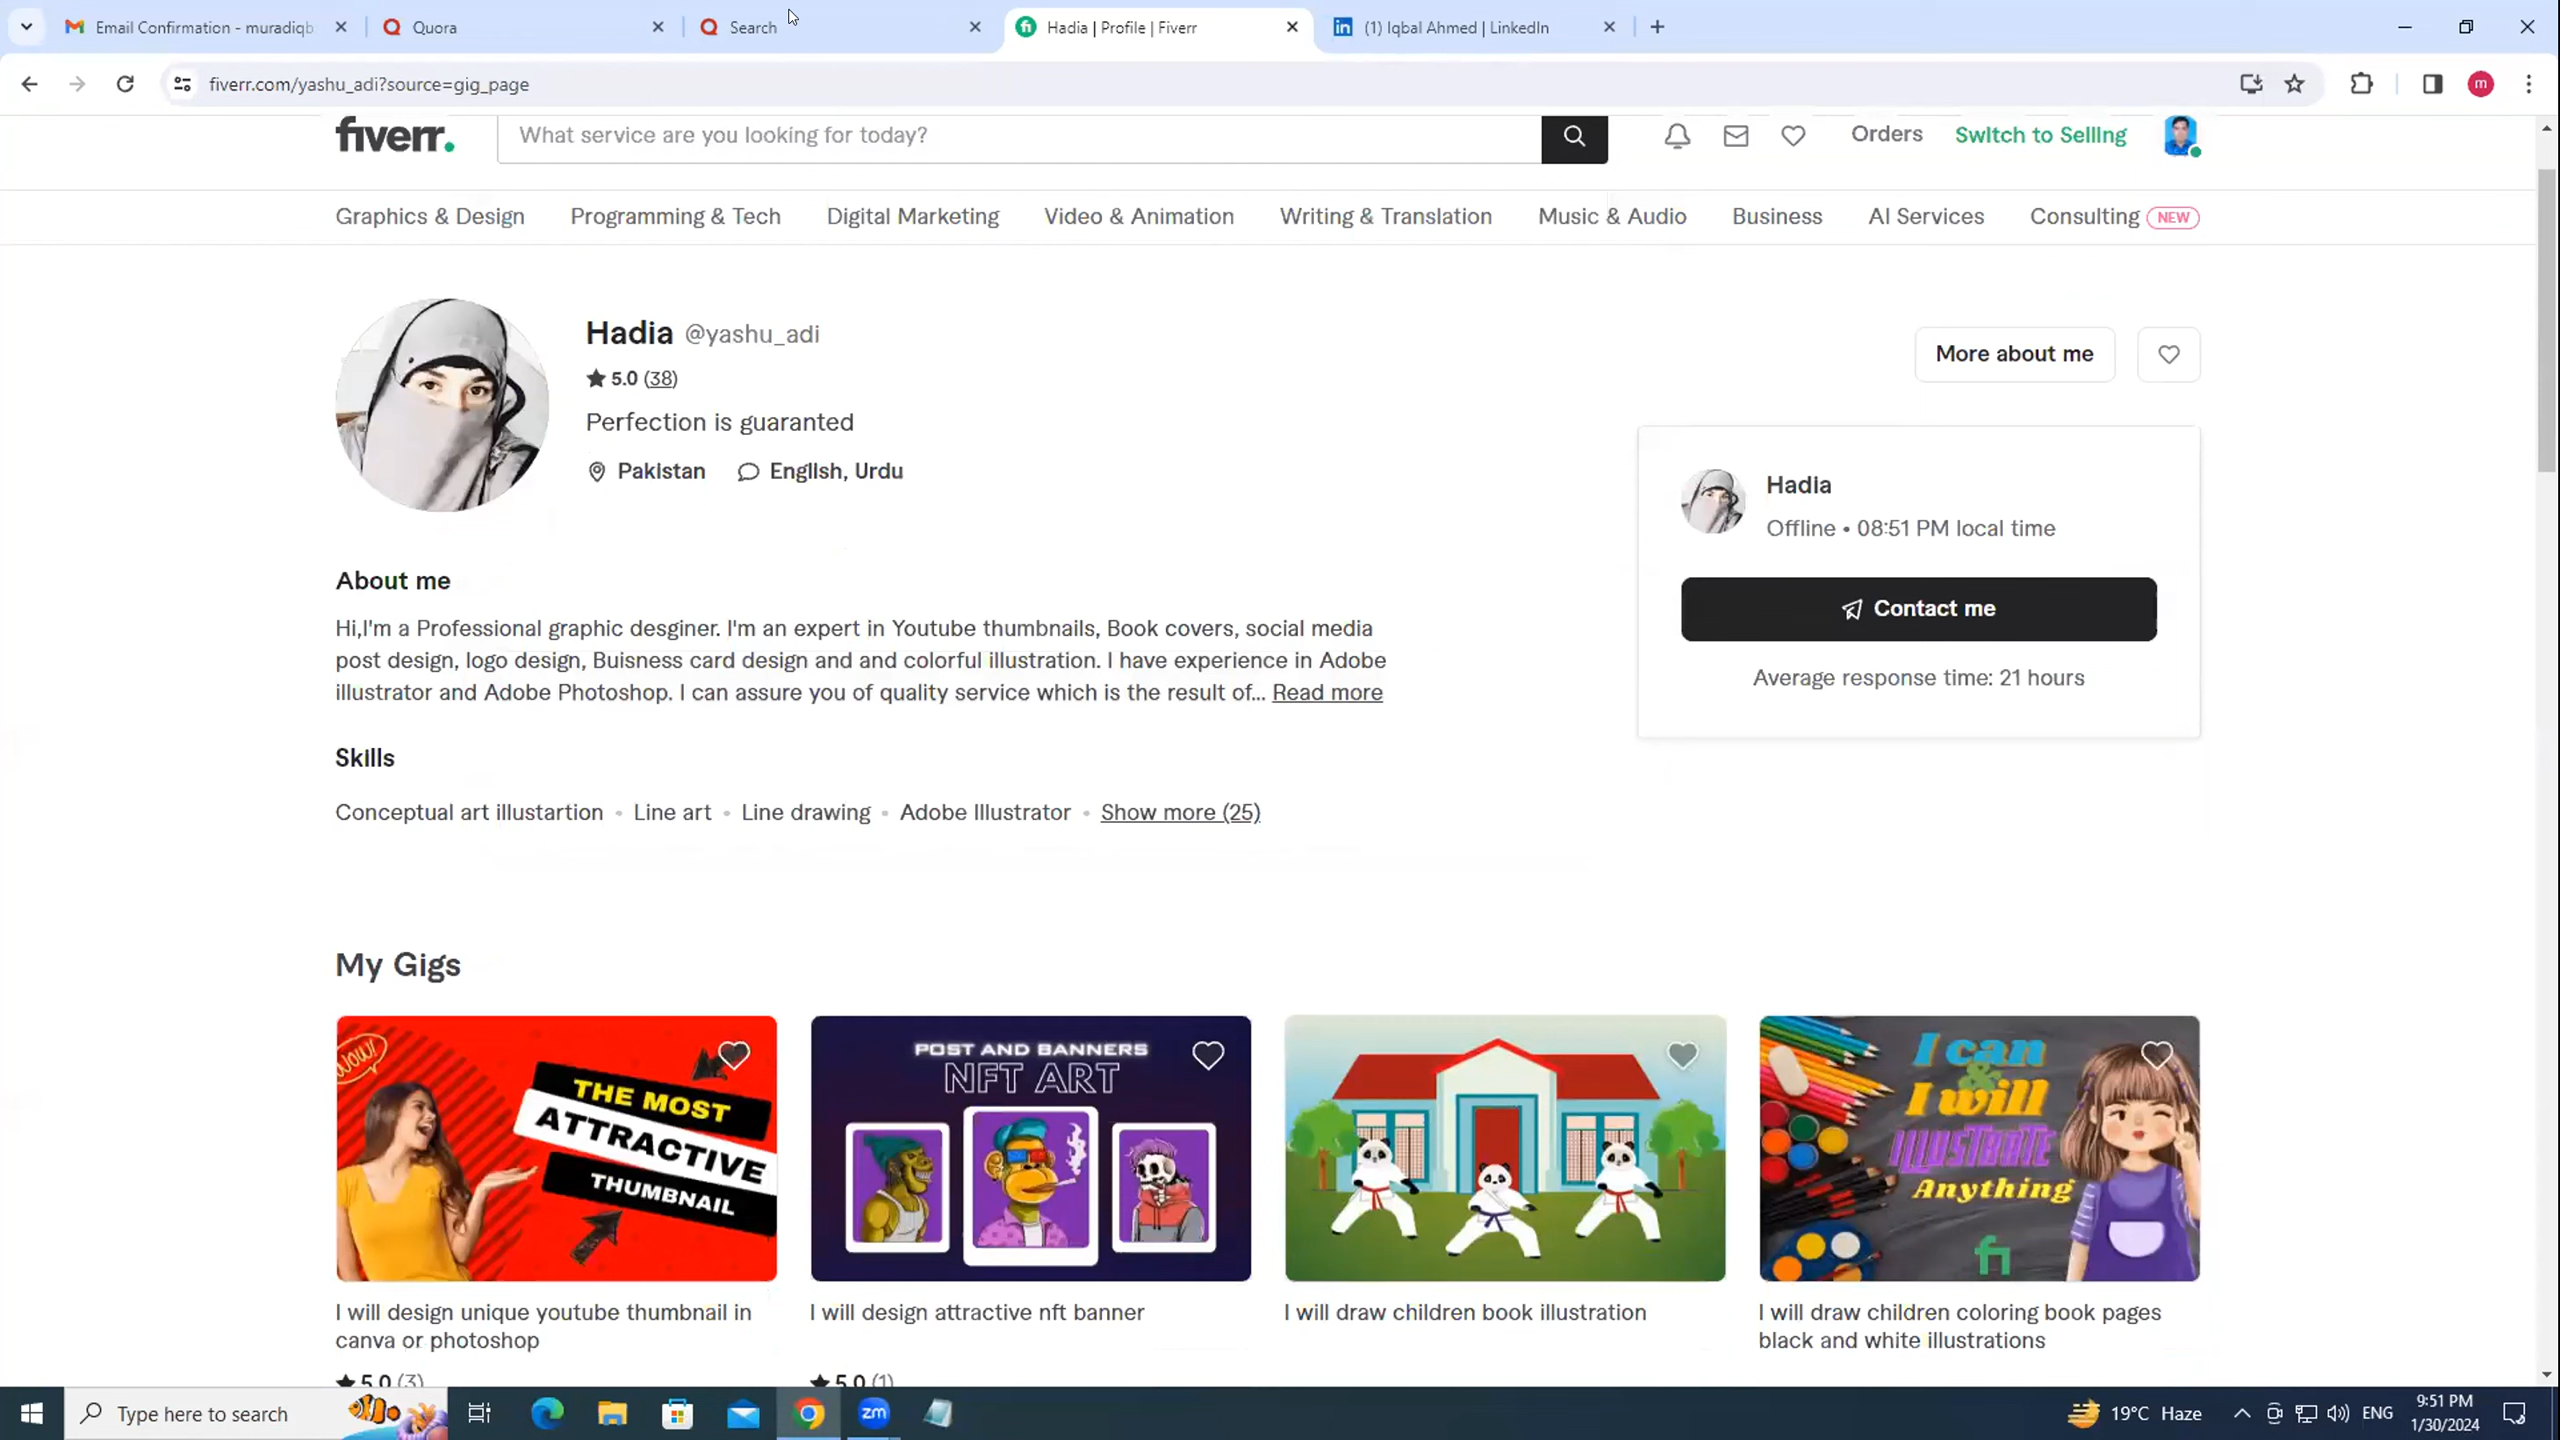 Email Confirmation - muradiqb
Quora
Search
Hadia | Profile | Fiverr
(1) Iqbal Ahmed | LinkedIn
fiverr.com/yashu_adi?source=gig_page
m
fiverr.
What service are you looking for today?
Orders
Switch to Selling
Graphics & Design
Programming & Tech
Digital Marketing
Video & Animation
Writing & Translation
Music & Audio
Business
AI Services
Consulting NEW
Hadia @yashu_adi
5.0 (38)
Perfection is guaranted
Pakistan
English, Urdu
More about me
Hadia
Offline • 08:51 PM local time
Contact me
Average response time: 21 hours
About me
Hi,I'm a Professional graphic desginer. I'm an expert in Youtube thumbnails, Book covers, social media
post design, logo design, Buisness card design and and colorful illustration. I have experience in Adobe
illustrator and Adobe Photoshop. I can assure you of quality service which is the result of... Read more
Skills
Conceptual art illustartion • Line art • Line drawing • Adobe Illustrator • Show more (25)
My Gigs
WOW!
THE MOST
ATTRACTIVE
THUMBNAIL
POST AND BANNERS
NFT ART
I can
&
I will
ILLUSTRATE
Anything
fi
I will design unique youtube thumbnail in
canva or photoshop
5.0 (3)
I will design attractive nft banner
5.0 (1)
I will draw children book illustration
I will draw children coloring book pages
black and white illustrations
Type here to search
zm
19°C Haze
ENG
9:51 PM
1/30/2024